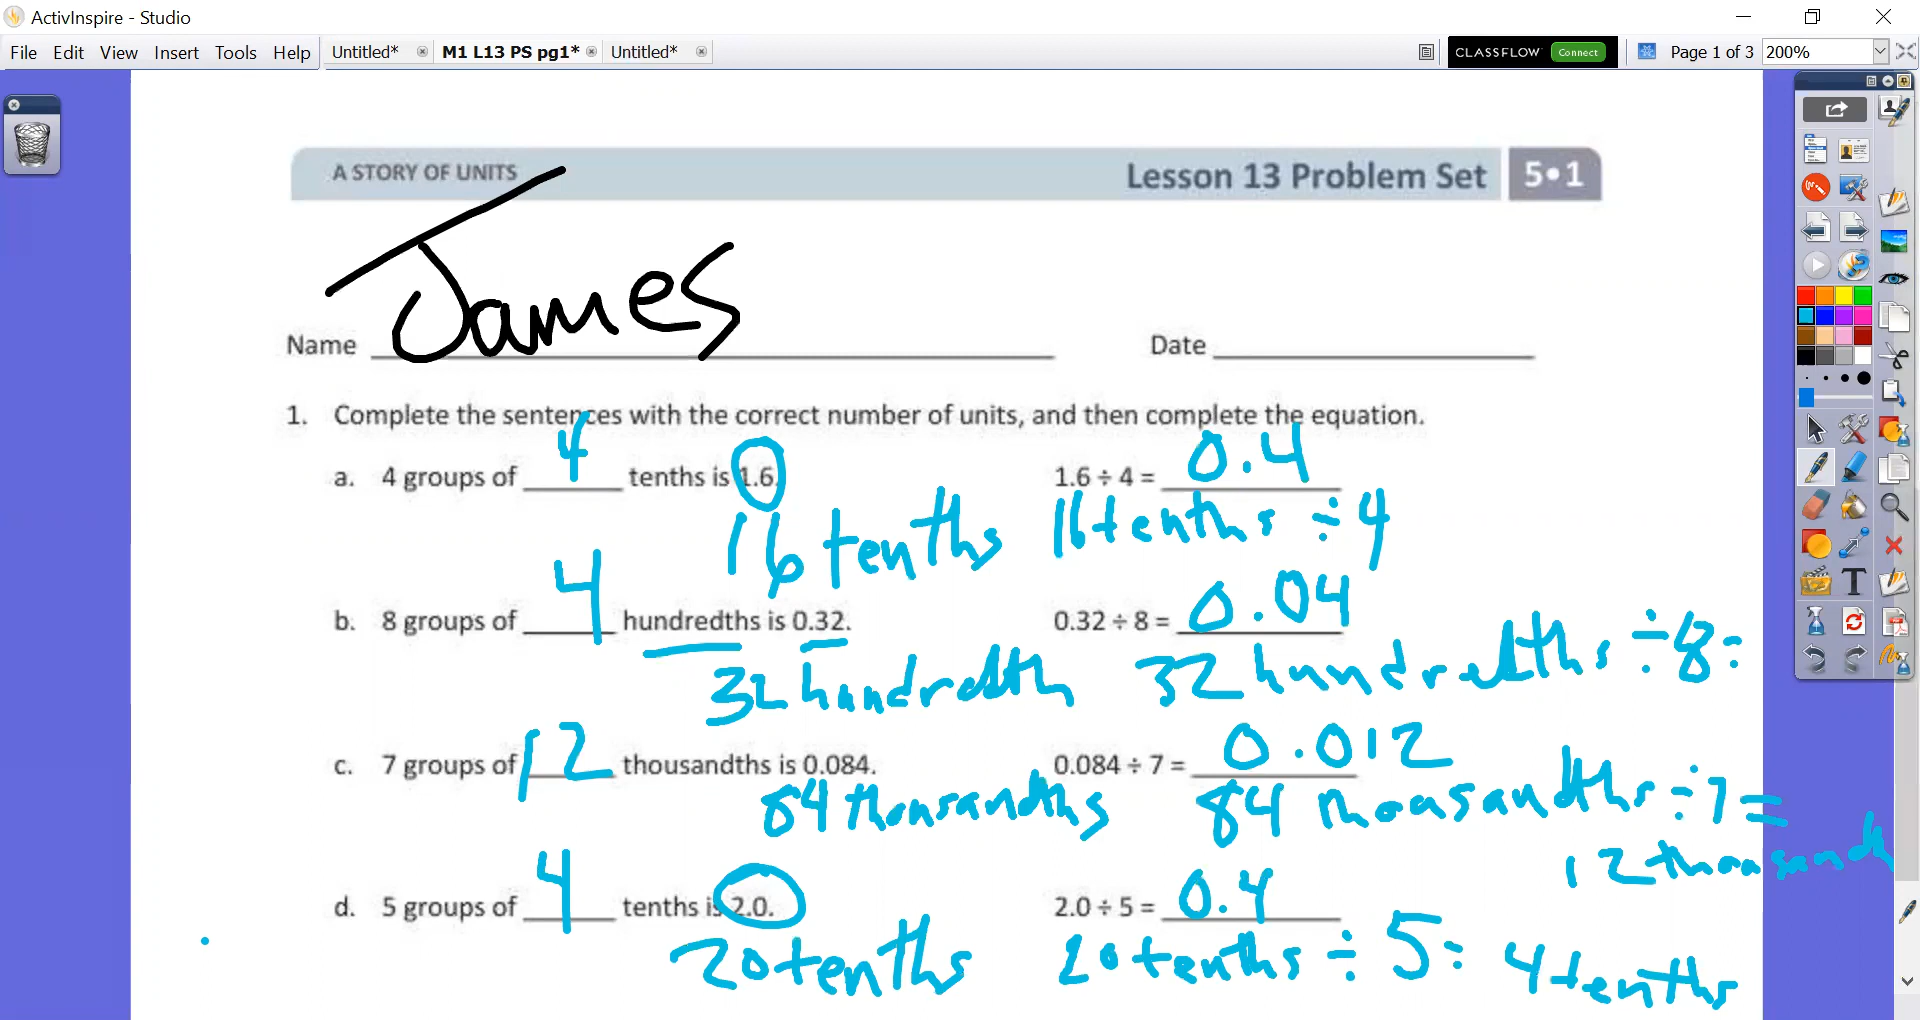 ActivInspire - Studio
File Edit View Insert Tools Help Untitled* M1 L13 PS pg1* Untitled* CLASSFLOW Connect Page 1 of 3 200%
A STORY OF UNITS Lesson 13 Problem Set 5•1
James
Name Date
1. Complete the sentences with the correct number of units, and then complete the equation.
a. 4 groups of 4 tenths is 1.6. 1.6 ÷ 4 = 0.4
16 tenths 16 tenths ÷ 4
b. 8 groups of 4 hundredths is 0.32. 0.32 ÷ 8 = 0.04
32 hundredth 32 hundredths ÷ 8 =
c. 7 groups of 12 thousandths is 0.084. 0.084 ÷ 7 = 0.012
84 thousandths 84 thousandths ÷ 7 =
12 thousandth
d. 5 groups of 4 tenths is 2.0. 2.0 ÷ 5 = 0.4
20 tenths 20 tenths ÷ 5 = 4 tenths